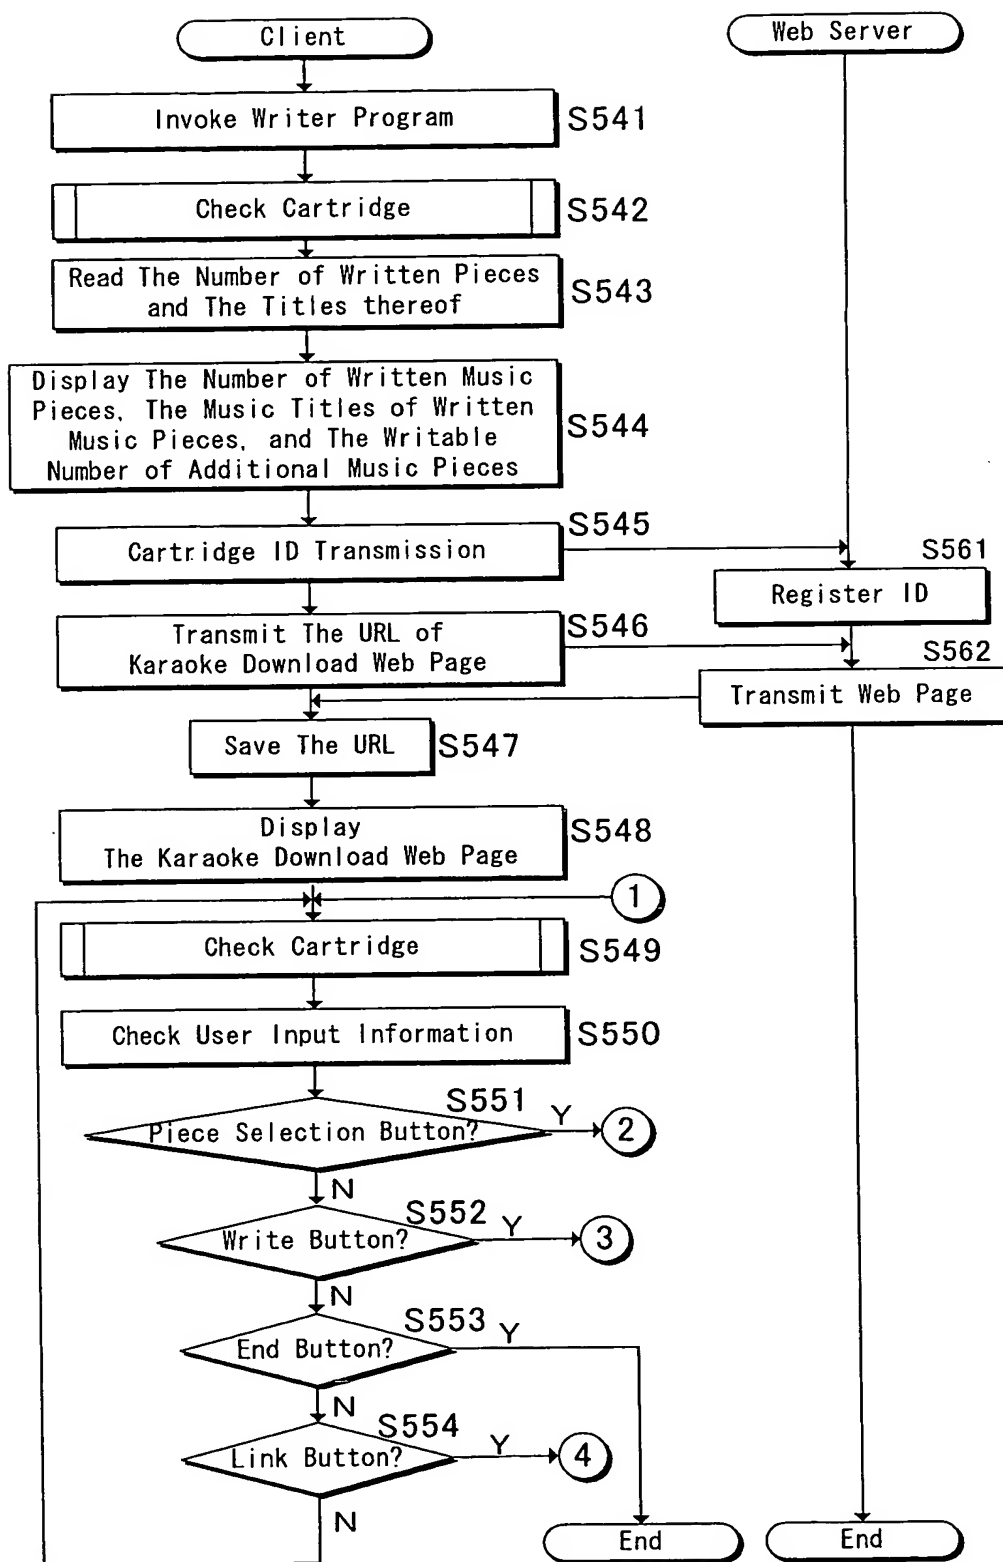 Client
Web Server
Invoke Writer Program
S541
Check Cartridge
S542
Read The Number of Written Pieces
and The Titles thereof
S543
Display The Number of Written Music
Pieces, The Music Titles of Written
Music Pieces, and The Writable
Number of Additional Music Pieces
S544
Cartridge ID Transmission
S545
S561
Register ID
Transmit The URL of
Karaoke Download Web Page
S546
S562
Transmit Web Page
Save The URL
S547
Display
The Karaoke Download Web Page
S548
1
Check Cartridge
S549
Check User Input Information
S550
S551
Piece Selection Button?
Y
2
N
S552
Write Button?
Y
3
N
S553
End Button?
Y
N
S554
Link Button?
Y
4
N
End
End